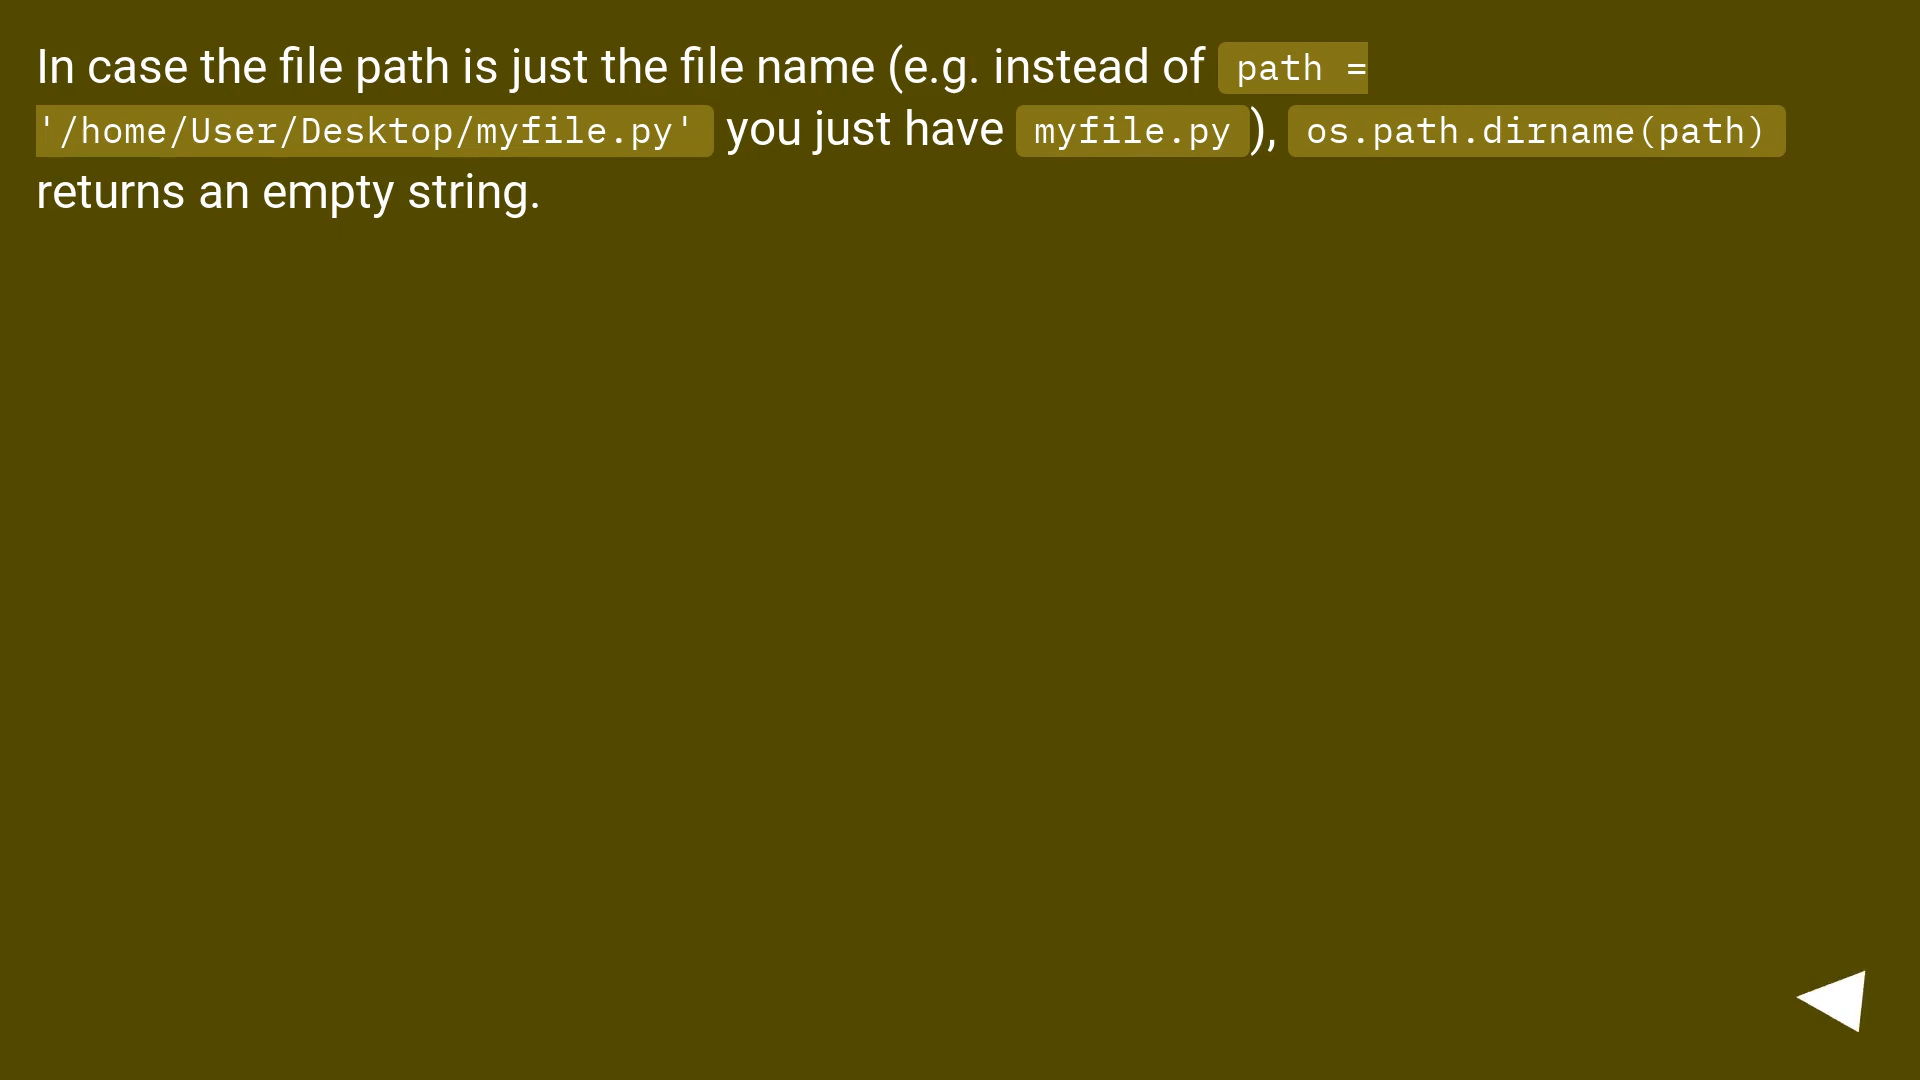 In case the file path is just the file name (e.g. instead of path =
'/home/User/Desktop/myfile.py' you just have myfile.py), os.path.dirname(path)
returns an empty string.